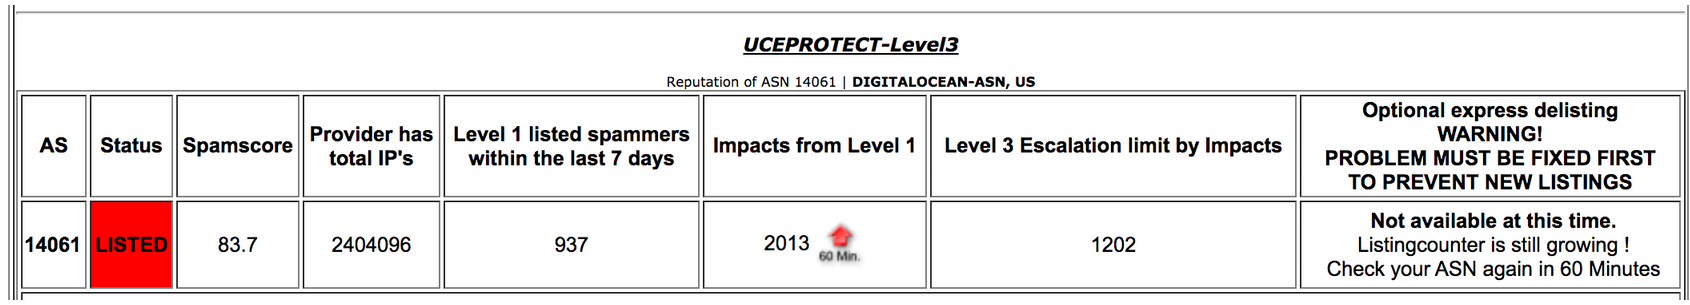 UCEPROTECT-Level3
Reputation of ASN 14061 | DIGITALOCEAN-ASN, US
AS
Status
Spamscore
Provider has
total IP's
Level 1 listed spammers
within the last 7 days
Impacts from Level 1
Level 3 Escalation limit by Impacts
Optional express delisting
WARNING!
PROBLEM MUST BE FIXED FIRST
TO PREVENT NEW LISTINGS
14061
LISTED
83.7
2404096
937
2013
60 Min.
1202
Not available at this time.
Listingcounter is still growing !
Check your ASN again in 60 Minutes